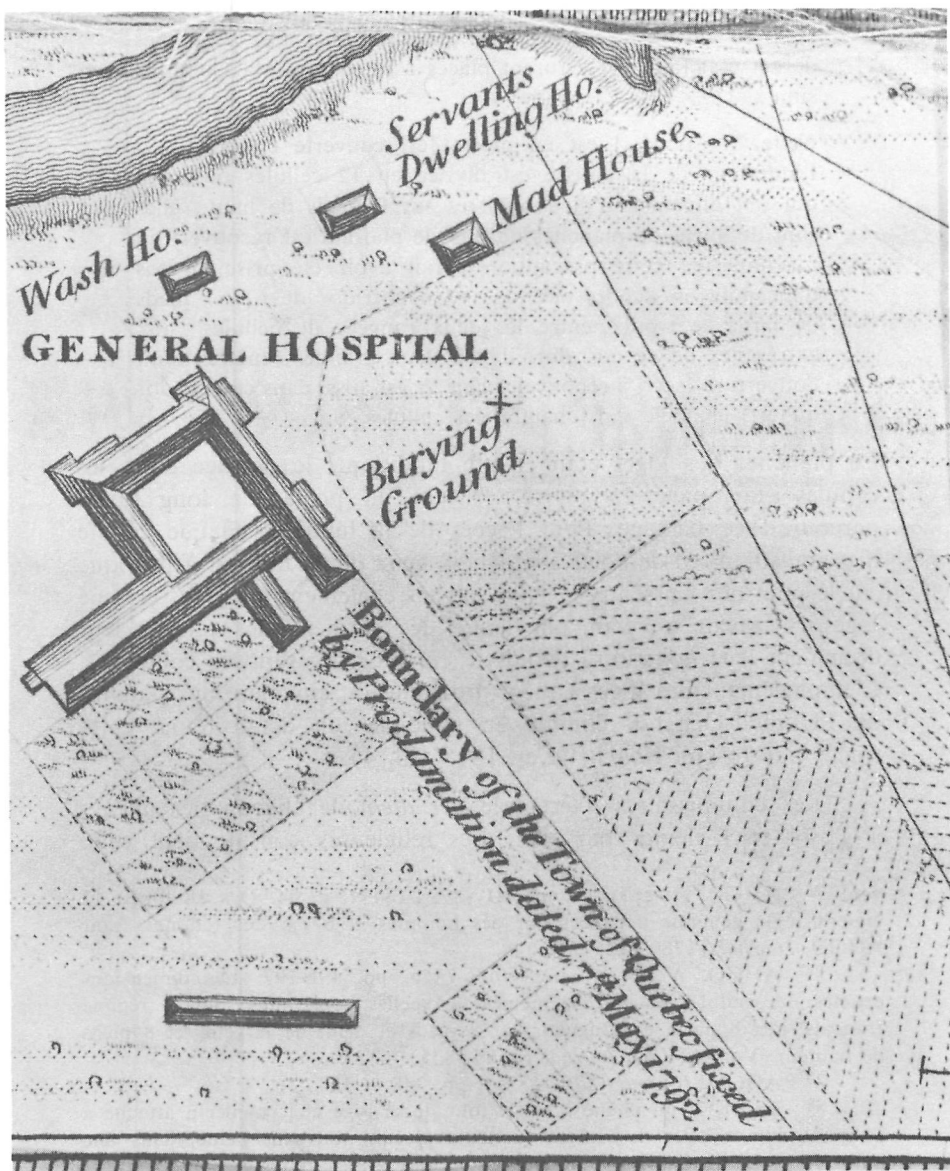 Servants
Dwelling Ho.
Mad House
Wash Ho.
GENERAL HOSPITAL
Burying
Ground
Boundary of the Town of Quebec fixed
by Proclamation dated 7th May 1792.